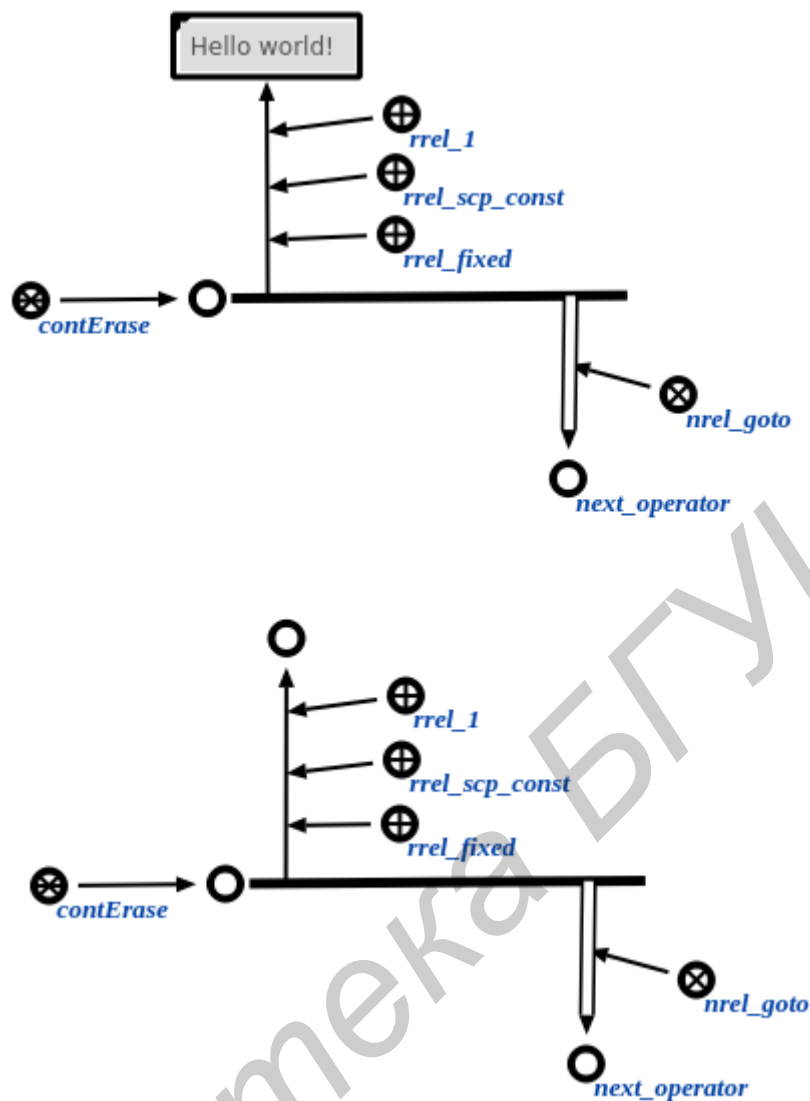 Hello world!
rrel_1
rrel_scp_const
rrel_fixed
contErase
nrel_goto
next_operator
rrel_1
rrel_scp_const
rrel_fixed
contErase
nrel_goto
next_operator